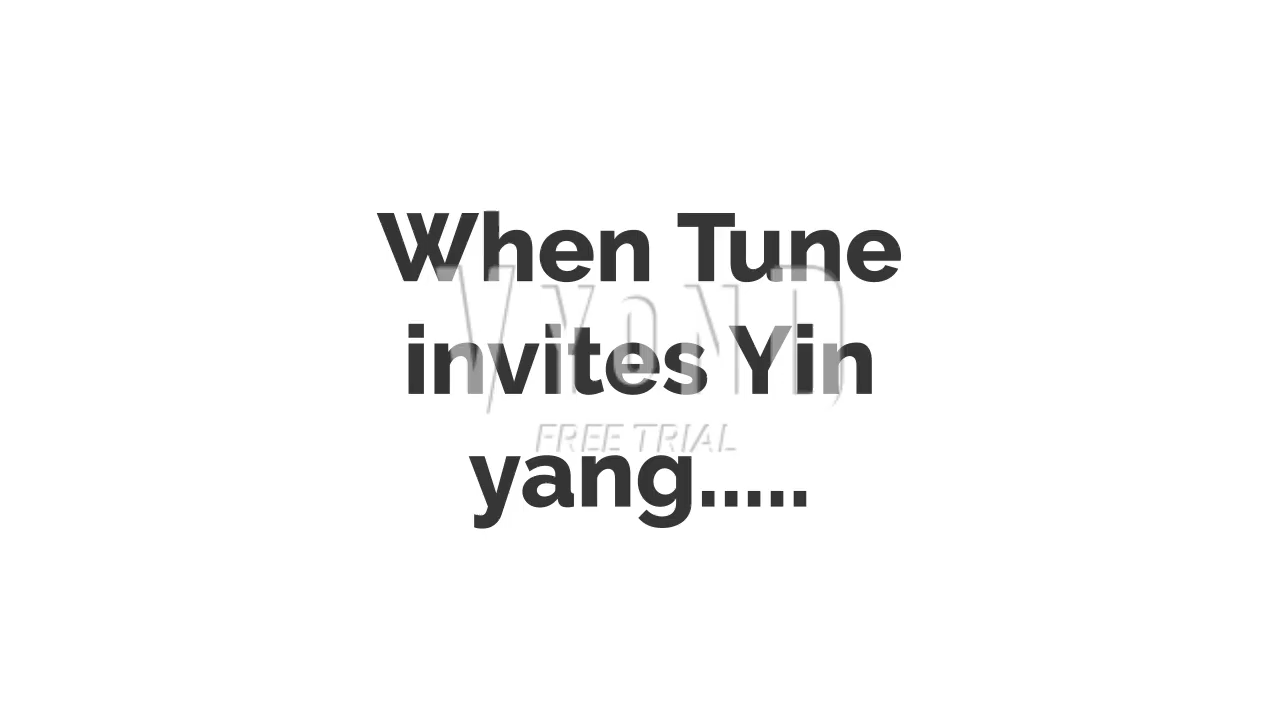 When Tune
VYOND
invites Yin
FREE TRIAL
yang.....